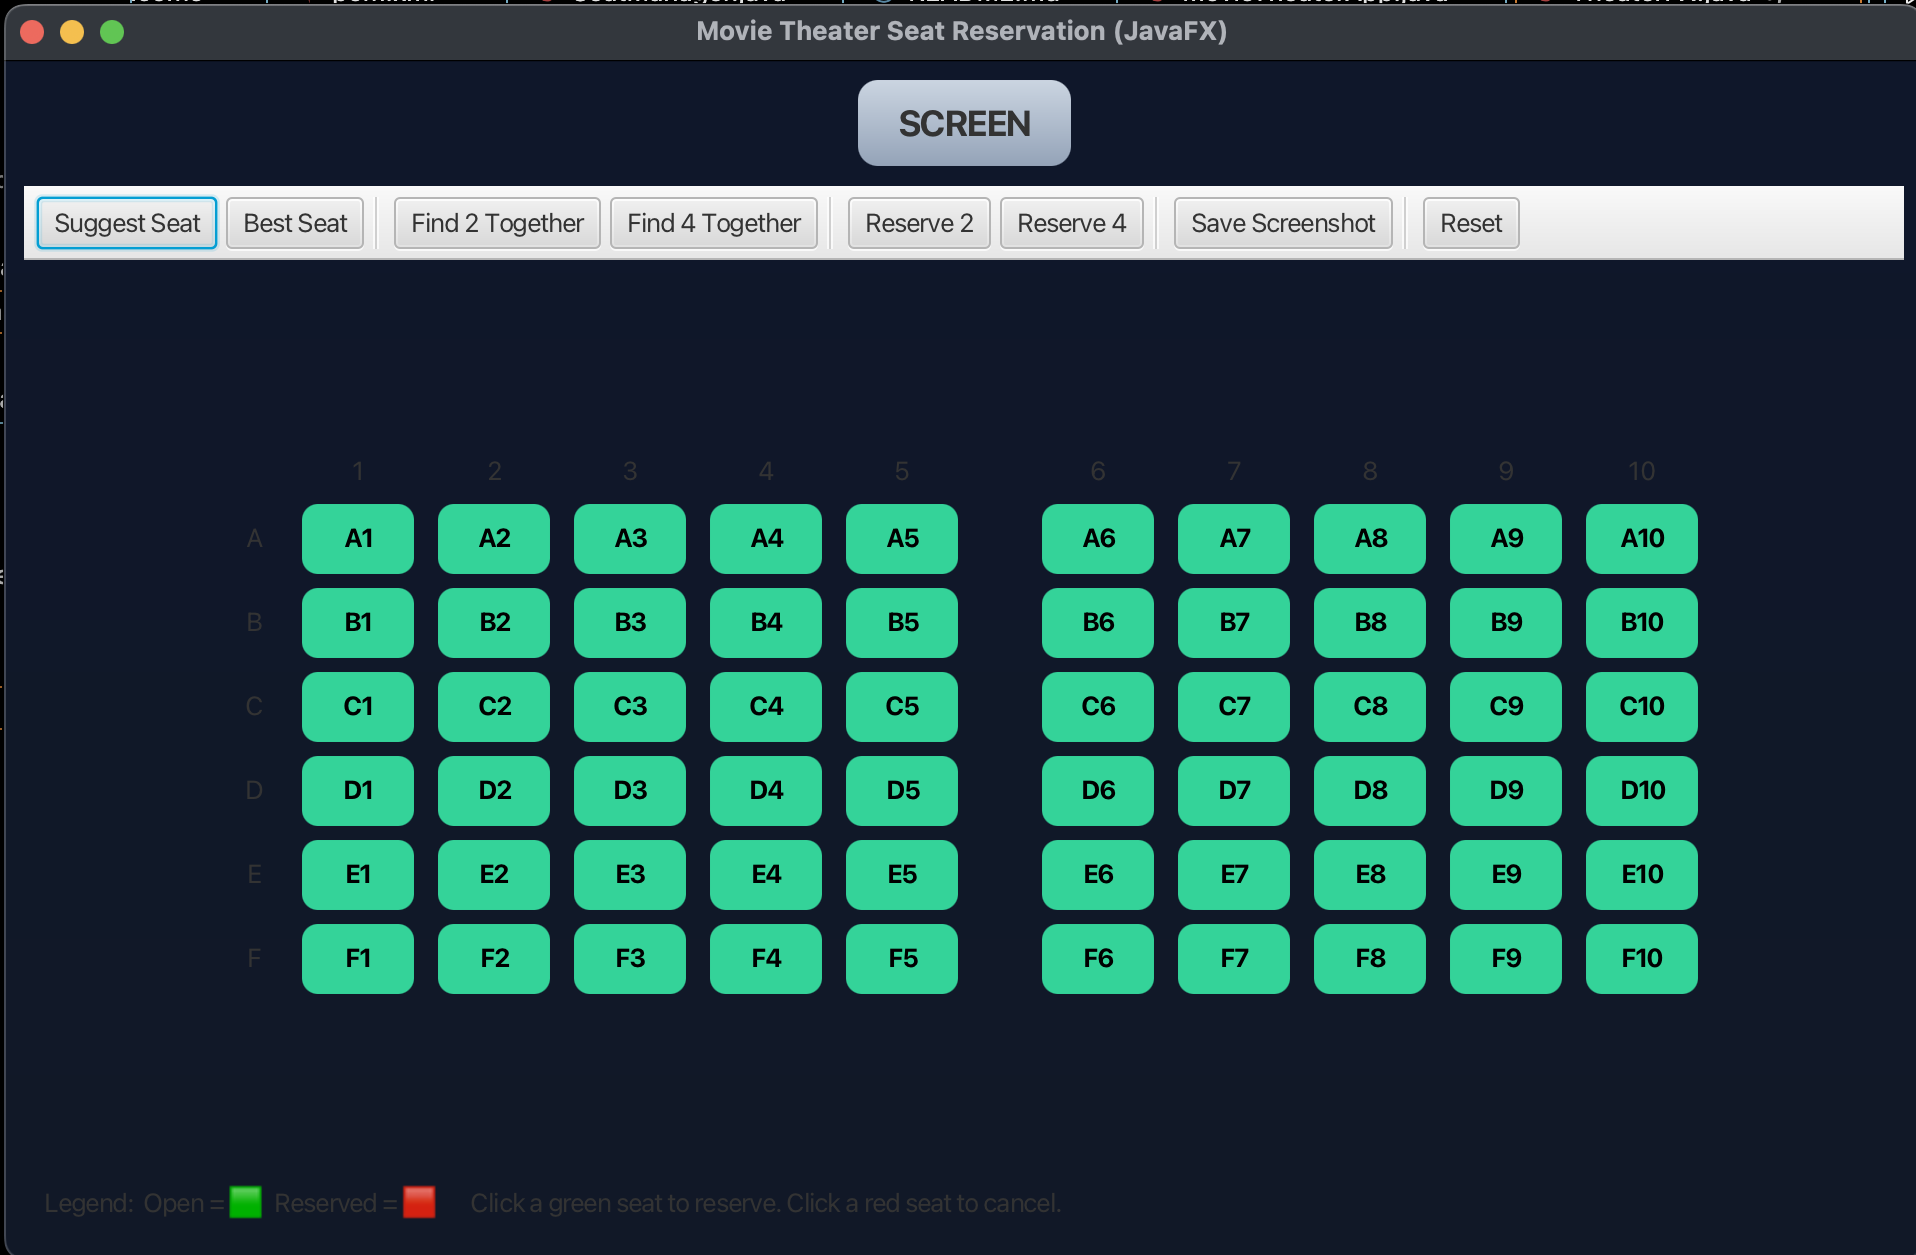 Movie Theater Seat Reservation (JavaFX)
SCREEN
Suggest Seat Best Seat Find 2 Together Find 4 Together Reserve 2 Reserve 4 Save Screenshot Reset
1 2 3 4 5 6 7 8 9 10
A A1 A2 A3 A4 A5 A6 A7 A8 A9 A10
B B1 B2 B3 B4 B5 B6 B7 B8 B9 B10
C C1 C2 C3 C4 C5 C6 C7 C8 C9 C10
D D1 D2 D3 D4 D5 D6 D7 D8 D9 D10
E E1 E2 E3 E4 E5 E6 E7 E8 E9 E10
F F1 F2 F3 F4 F5 F6 F7 F8 F9 F10
Legend: Open = Reserved = Click a green seat to reserve. Click a red seat to cancel.